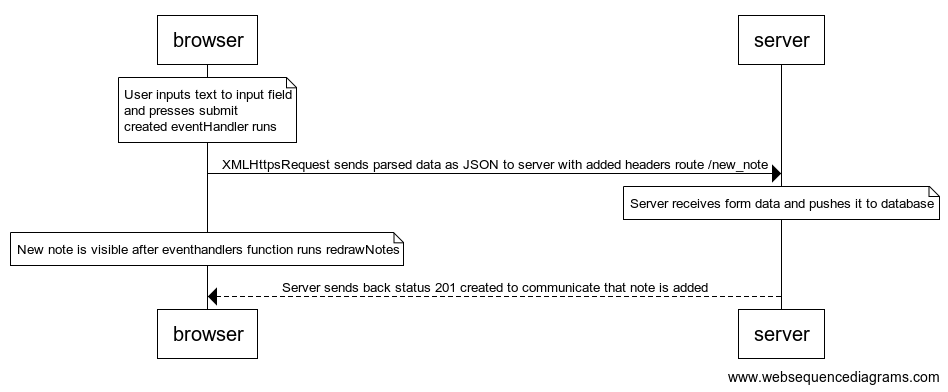 browser
server
User inputs text to input field
and presses submit
created eventHandler runs
XMLHttpsRequest sends parsed data as JSON to server with added headers route /new_note
Server receives form data and pushes it to database
New note is visible after eventhandlers function runs redrawNotes
Server sends back status 201 created to communicate that note is added
browser
server
www.websequencediagrams.com